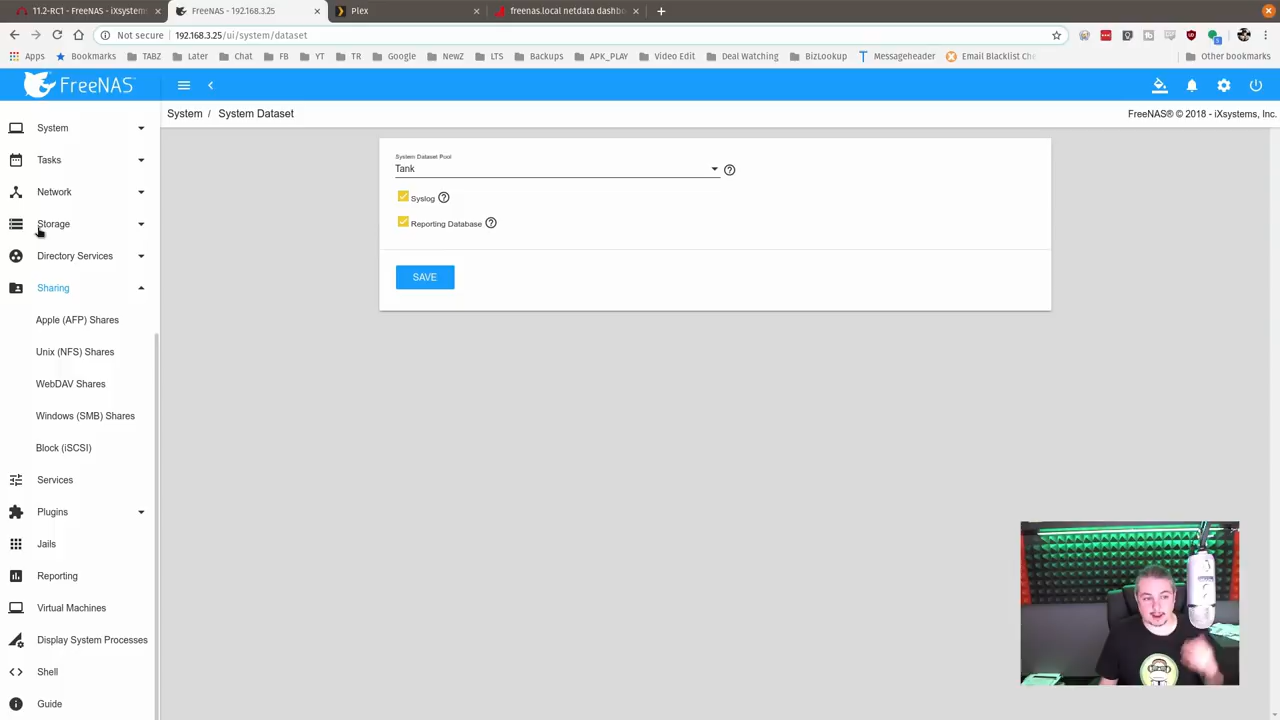 11.2-RC1 - FreeNAS - iXsystems
FreeNAS - 192.168.3.25
Plex
freenas.local netdata dashbo
Not secure
192.168.3.25/ui/system/dataset
Apps
Bookmarks
TABZ
Later
Chat
FB
YT
TR
Google
NewZ
LTS
Backups
APK_PLAY
Video Edit
Deal Watching
BizLookup
Messageheader
Email Blacklist Che
Other bookmarks
FreeNAS®
System / System Dataset
FreeNAS® © 2018 - iXsystems, Inc.
System
Tasks
Network
Storage
Directory Services
Sharing
Apple (AFP) Shares
Unix (NFS) Shares
WebDAV Shares
Windows (SMB) Shares
Block (iSCSI)
Services
Plugins
Jails
Reporting
Virtual Machines
Display System Processes
Shell
Guide
System Dataset Pool
Tank
Syslog
Reporting Database
SAVE